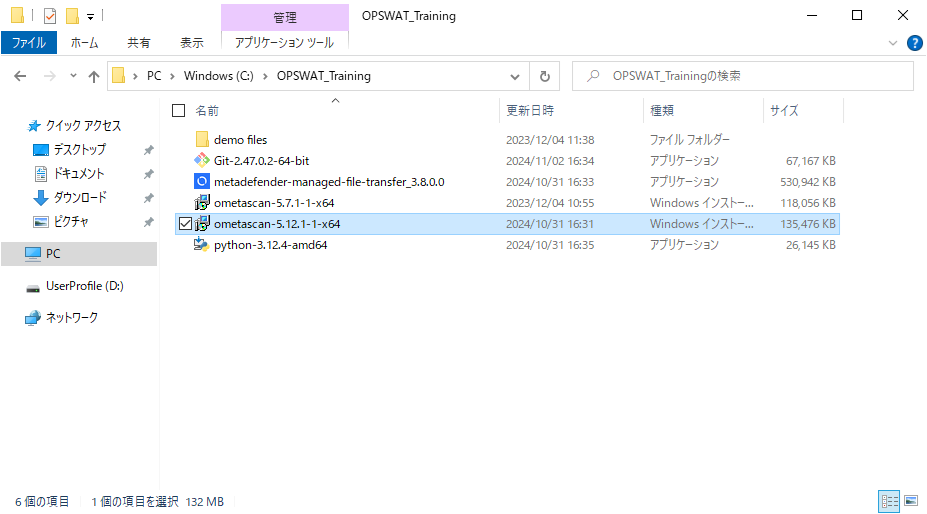 管理
OPSWAT_Training
ファイル ホーム 共有 表示 アプリケーション ツール
PC Windows (C:) OPSWAT_Training
OPSWAT_Trainingの検索
名前 更新日時 種類 サイズ
クイック アクセス
デスクトップ
ドキュメント
ダウンロード
ピクチャ
PC
UserProfile (D:)
ネットワーク
demo files 2023/12/04 11:38 ファイル フォルダー
Git-2.47.0.2-64-bit 2024/11/02 16:34 アプリケーション 67,167 KB
metadefender-managed-file-transfer_3.8.0.0 2024/10/31 16:33 アプリケーション 530,942 KB
ometascan-5.7.1-1-x64 2023/12/04 10:55 Windows インストー... 118,056 KB
ometascan-5.12.1-1-x64 2024/10/31 16:31 Windows インストー... 135,476 KB
python-3.12.4-amd64 2024/10/31 16:35 アプリケーション 26,145 KB
6 個の項目 1 個の項目を選択 132 MB